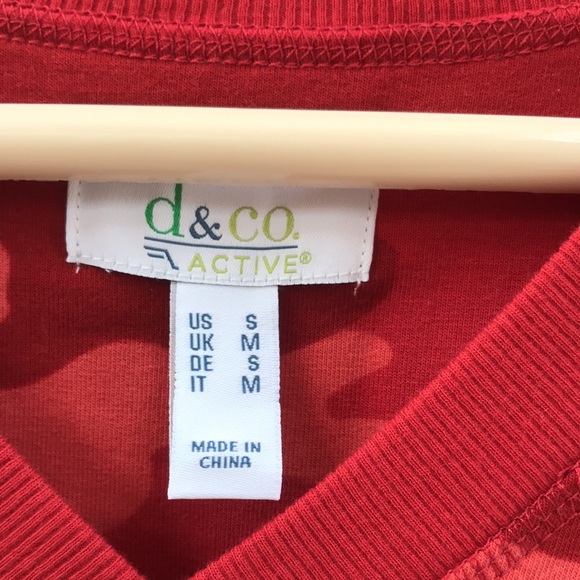 d&co.
ACTIVE®
US S
UK M
DE S
IT M
MADE IN
CHINA